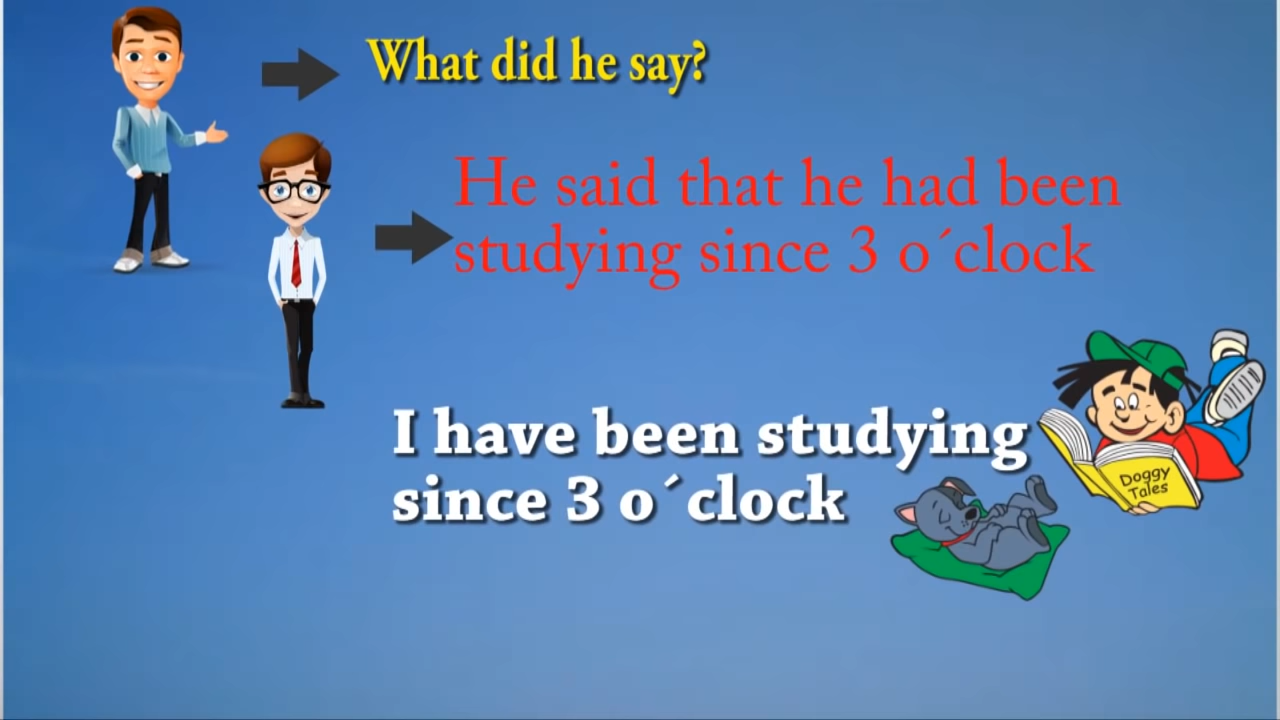 What did he say?
He said that he had been
studying since 3 o´clock
I have been studying
since 3 o´clock
Doggy
Tales